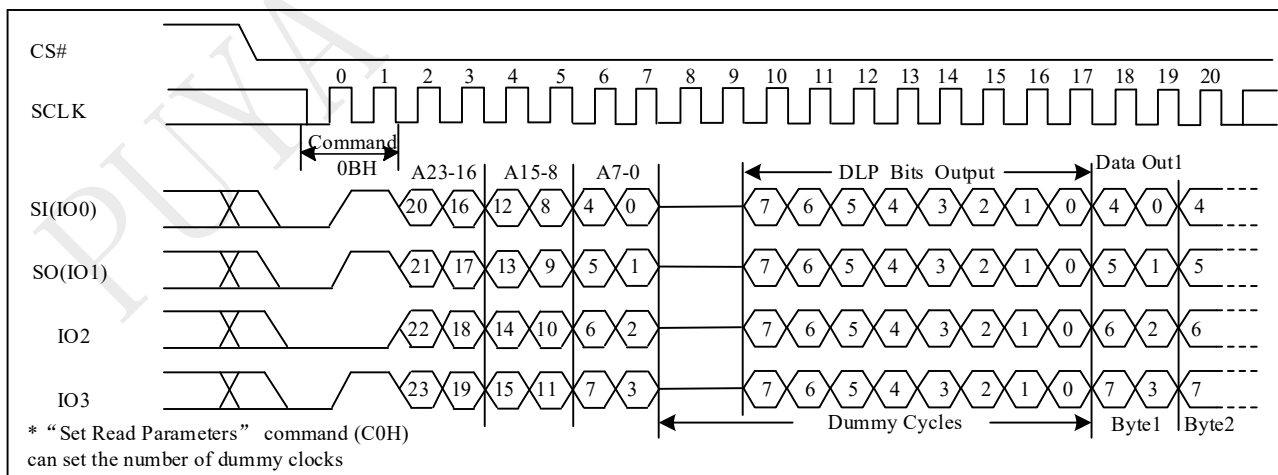 PUYA
CS#
0 1 2 3 4 5 6 7 8 9 10 11 12 13 14 15 16 17 18 19 20
SCLK
Command
0BH
A23-16 A15-8 A7-0 DLP Bits Output Data Out1
SI(IO0) 20 16 12 8 4 0 7 6 5 4 3 2 1 0 4 0 4
SO(IO1) 21 17 13 9 5 1 7 6 5 4 3 2 1 0 5 1 5
IO2 22 18 14 10 6 2 7 6 5 4 3 2 1 0 6 2 6
IO3 23 19 15 11 7 3 7 6 5 4 3 2 1 0 7 3 7
Dummy Cycles Byte1 Byte2
* “Set Read Parameters” command (C0H)
can set the number of dummy clocks